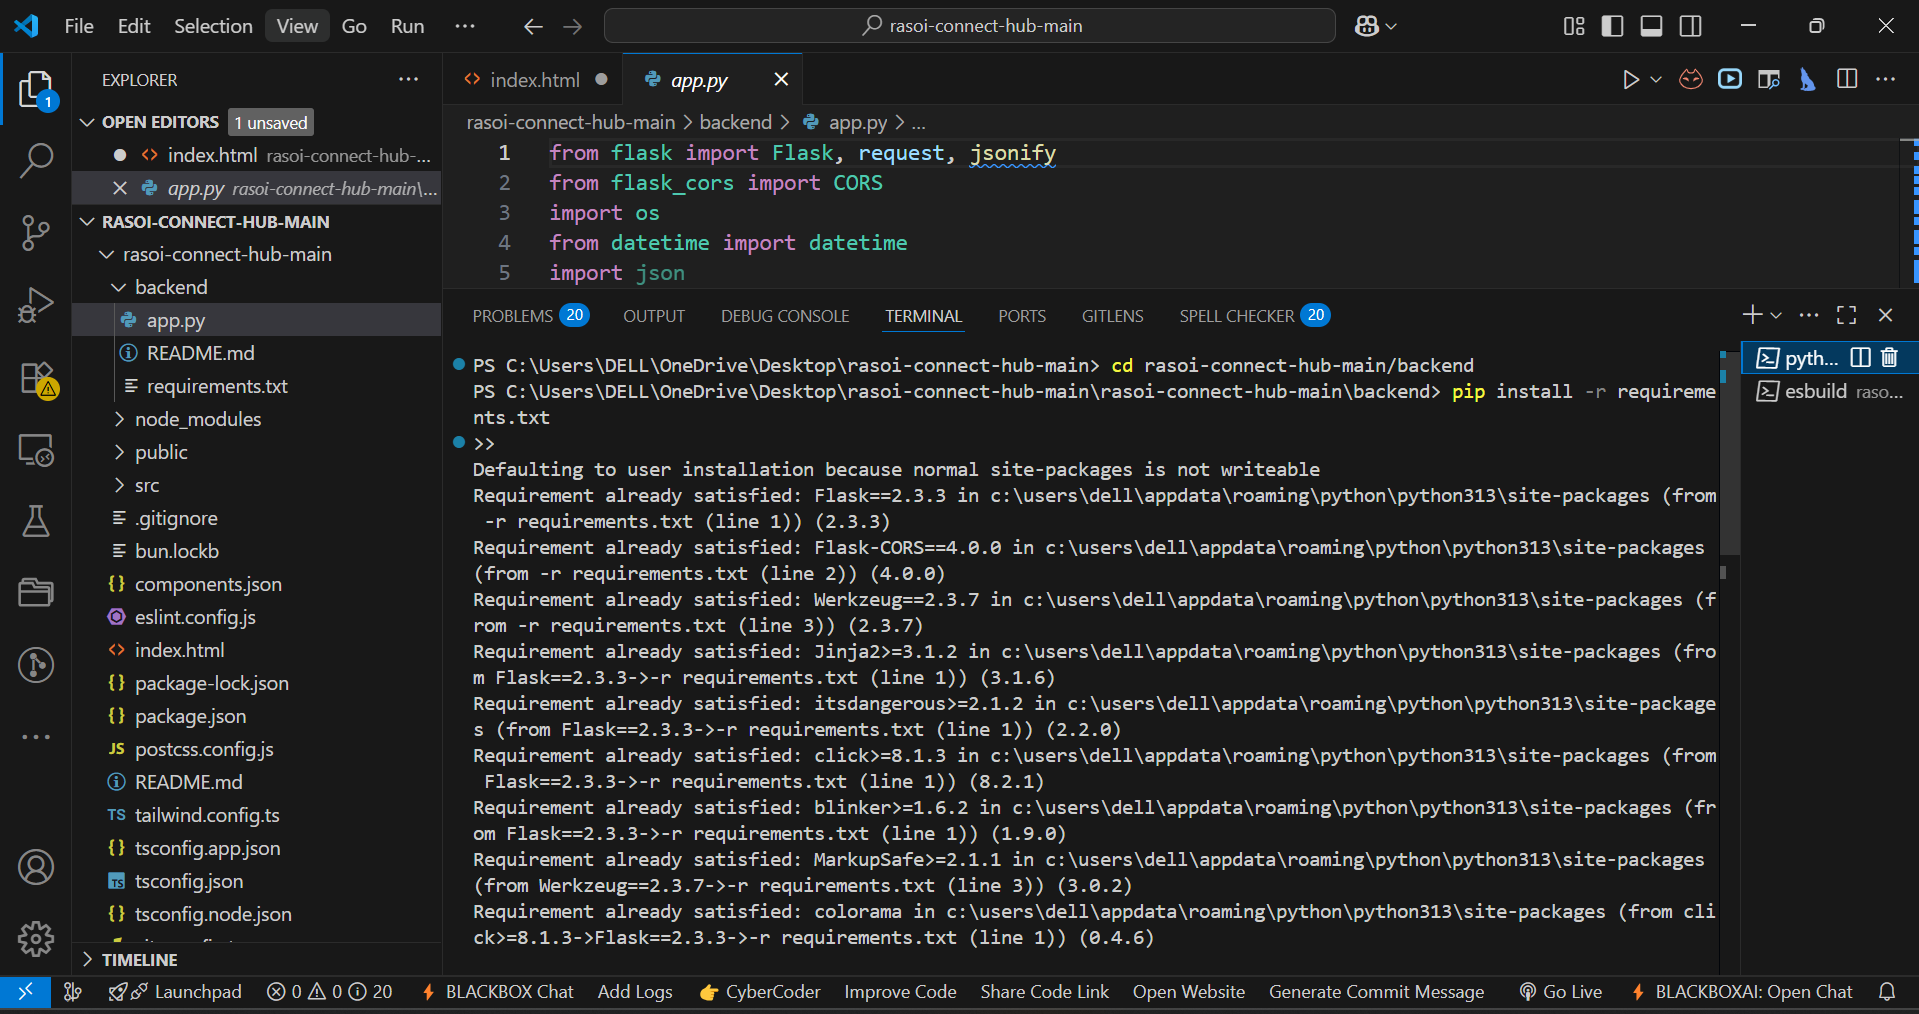 File Edit Selection View Go Run ... rasoi-connect-hub-main
EXPLORER
OPEN EDITORS 1 unsaved
index.html rasoi-connect-hub-...
app.py rasoi-connect-hub-main\...
RASOI-CONNECT-HUB-MAIN
rasoi-connect-hub-main
backend
app.py
README.md
requirements.txt
node_modules
public
src
.gitignore
bun.lockb
components.json
eslint.config.js
index.html
package-lock.json
package.json
postcss.config.js
README.md
tailwind.config.ts
tsconfig.app.json
tsconfig.json
tsconfig.node.json
TIMELINE
index.html app.py
rasoi-connect-hub-main > backend > app.py > ...
1 from flask import Flask, request, jsonify
2 from flask_cors import CORS
3 import os
4 from datetime import datetime
5 import json
PROBLEMS 20 OUTPUT DEBUG CONSOLE TERMINAL PORTS GITLENS SPELL CHECKER 20
PS C:\Users\DELL\OneDrive\Desktop\rasoi-connect-hub-main> cd rasoi-connect-hub-main/backend
PS C:\Users\DELL\OneDrive\Desktop\rasoi-connect-hub-main\rasoi-connect-hub-main\backend> pip install -r requireme
nts.txt
>>
Defaulting to user installation because normal site-packages is not writeable
Requirement already satisfied: Flask==2.3.3 in c:\users\dell\appdata\roaming\python\python313\site-packages (from
-r requirements.txt (line 1)) (2.3.3)
Requirement already satisfied: Flask-CORS==4.0.0 in c:\users\dell\appdata\roaming\python\python313\site-packages
(from -r requirements.txt (line 2)) (4.0.0)
Requirement already satisfied: Werkzeug==2.3.7 in c:\users\dell\appdata\roaming\python\python313\site-packages (f
rom -r requirements.txt (line 3)) (2.3.7)
Requirement already satisfied: Jinja2>=3.1.2 in c:\users\dell\appdata\roaming\python\python313\site-packages (fro
m Flask==2.3.3->-r requirements.txt (line 1)) (3.1.6)
Requirement already satisfied: itsdangerous>=2.1.2 in c:\users\dell\appdata\roaming\python\python313\site-package
s (from Flask==2.3.3->-r requirements.txt (line 1)) (2.2.0)
Requirement already satisfied: click>=8.1.3 in c:\users\dell\appdata\roaming\python\python313\site-packages (from
Flask==2.3.3->-r requirements.txt (line 1)) (8.2.1)
Requirement already satisfied: blinker>=1.6.2 in c:\users\dell\appdata\roaming\python\python313\site-packages (fr
om Flask==2.3.3->-r requirements.txt (line 1)) (1.9.0)
Requirement already satisfied: MarkupSafe>=2.1.1 in c:\users\dell\appdata\roaming\python\python313\site-packages
(from Werkzeug==2.3.7->-r requirements.txt (line 3)) (3.0.2)
Requirement already satisfied: colorama in c:\users\dell\appdata\roaming\python\python313\site-packages (from cli
ck>=8.1.3->Flask==2.3.3->-r requirements.txt (line 1)) (0.4.6)
pyth...
esbuild raso...
Launchpad 0 0 20 BLACKBOX Chat Add Logs CyberCoder Improve Code Share Code Link Open Website Generate Commit Message Go Live BLACKBOXAI: Open Chat